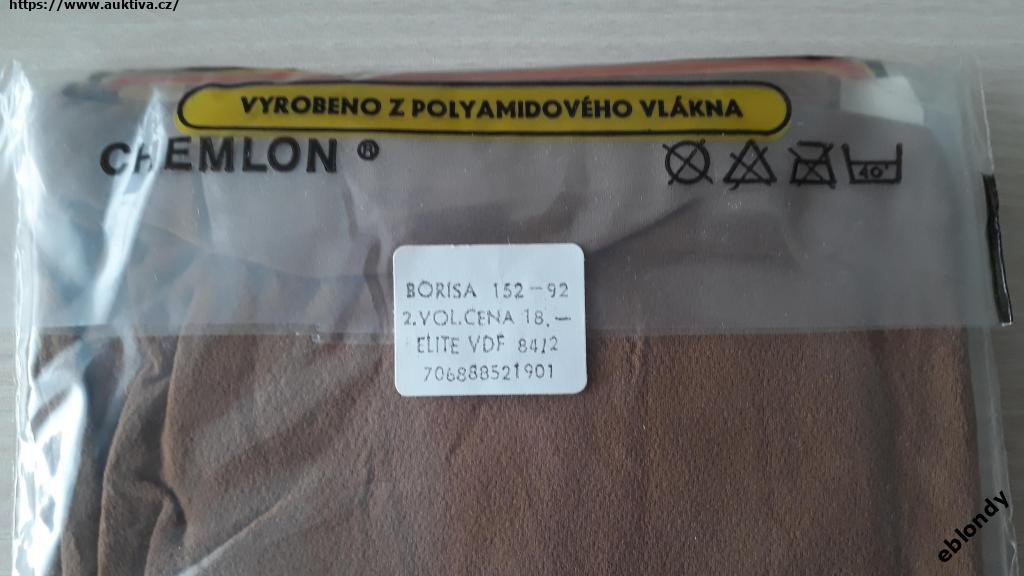 https://www.auktiva.cz/
VYROBENO Z POLYAMIDOVÉHO VLÁKNA
CHEMLON ®
40°
BORISA 152-92
2.VOL.CENA 18.—
ELITE VDF 8412
706888521901
eblondy